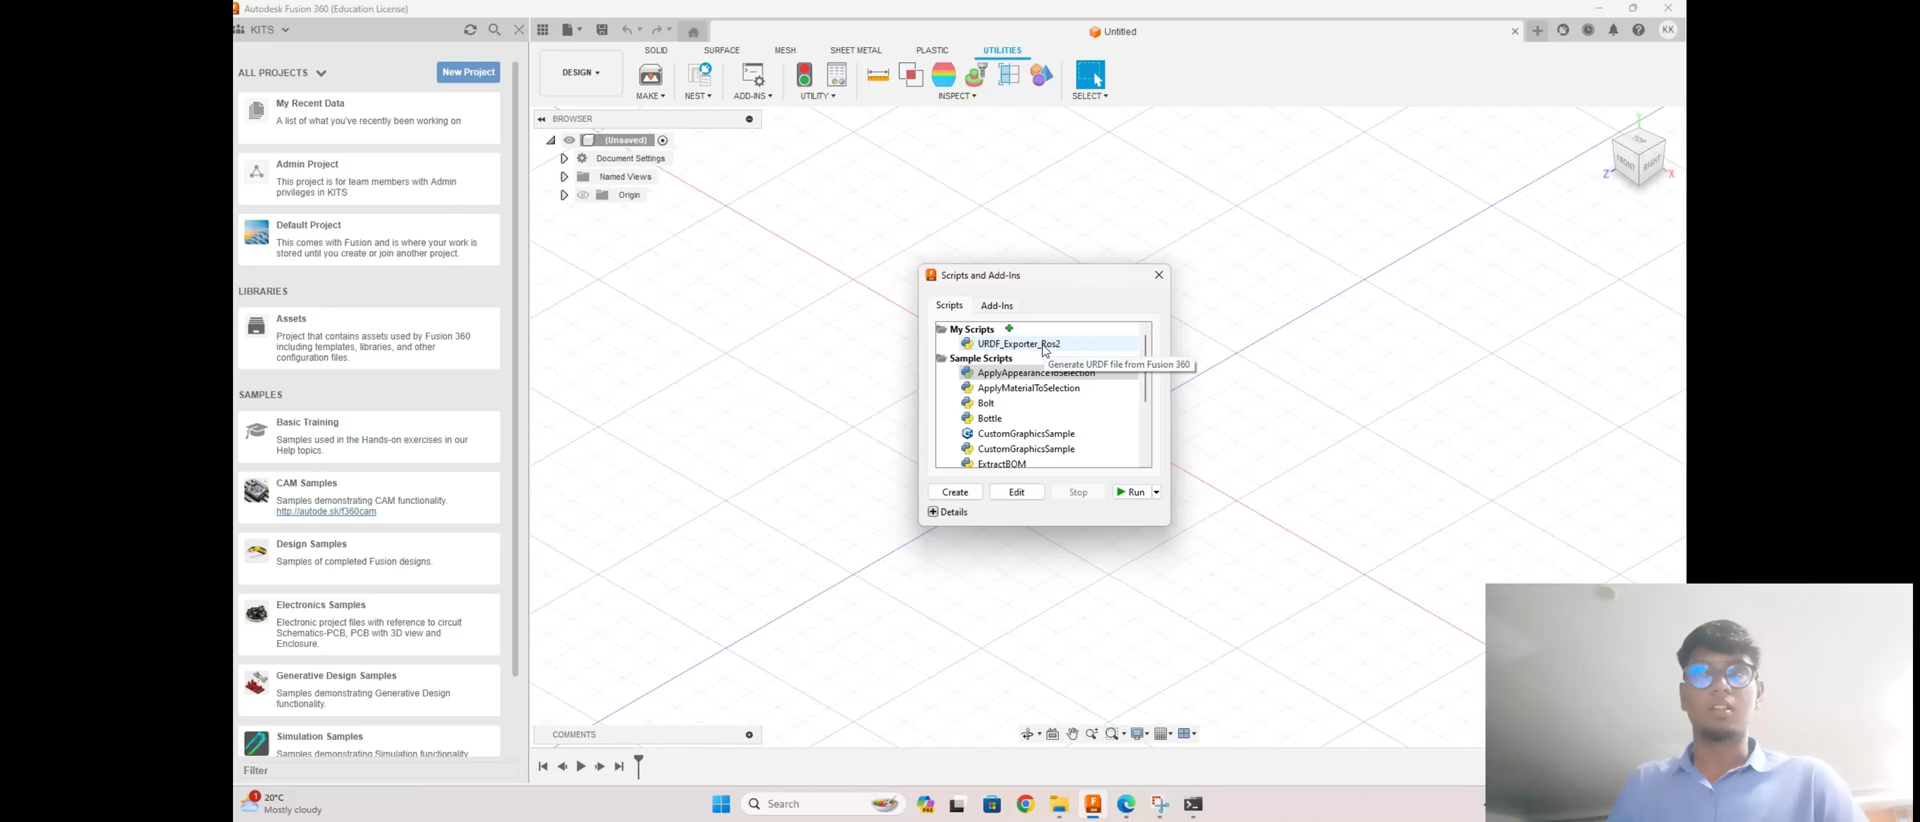 Autodesk Fusion 360 (Education License)
KITS
Untitled
KK
ALL PROJECTS
New Project
My Recent Data
A list of what you've recently been working on
Admin Project
This project is for team members with Admin
privileges in KITS
Default Project
This comes with Fusion and is where your work is
stored until you create or join another project.
LIBRARIES
Assets
Project that contains assets used by Fusion 360
including templates, libraries, and other
configuration files.
SAMPLES
Basic Training
Samples used in the Hands-on exercises in our
Help topics.
CAM Samples
Samples demonstrating CAM functionality.
http://autode.sk/f360cam
Design Samples
Samples of completed Fusion designs.
Electronics Samples
Electronic project files with reference to circuit
Schematics-PCB, PCB with 3D view and
Enclosure.
Generative Design Samples
Samples demonstrating Generative Design
functionality.
Simulation Samples
Samples demonstrating Simulation functionality
Filter
SOLID SURFACE MESH SHEET METAL PLASTIC UTILITIES
DESIGN
MAKE NEST ADD-INS UTILITY INSPECT SELECT
BROWSER
(Unsaved)
Document Settings
Named Views
Origin
TOP
FRONT RIGHT
Y
Z
X
Scripts and Add-Ins
Scripts Add-Ins
My Scripts
URDF_Exporter_Ros2
Sample Scripts
Generate URDF file from Fusion 360
ApplyAppearanceToSelection
ApplyMaterialToSelection
Bolt
Bottle
CustomGraphicsSample
CustomGraphicsSample
ExtractBOM
Create Edit Stop Run
Details
COMMENTS
1
20°C
Mostly cloudy
Search